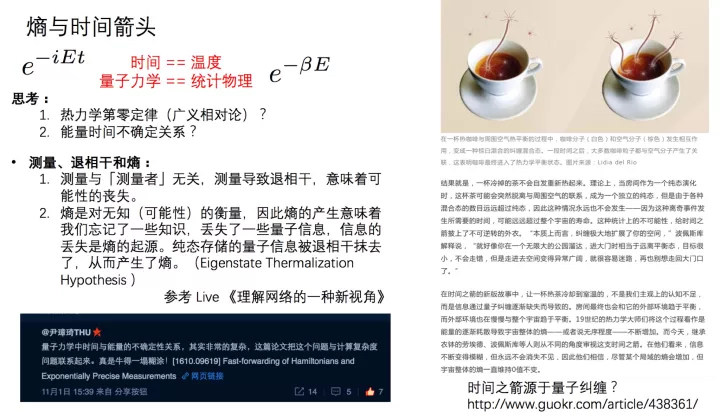 熵与时间箭头
e^{-iEt}
时间 == 温度
量子力学 == 统计物理
e^{-βE}
思考：
1. 热力学第零定律（广义相对论）？
2. 能量时间不确定关系？
• 测量、退相干和熵：
1. 测量与「测量者」无关，测量导致退相干，意味着可
能性的丧失。
2. 熵是对无知（可能性）的衡量，因此熵的产生意味着
我们忘记了一些知识，丢失了一些量子信息，信息的
丢失是熵的起源。纯态存储的量子信息被退相干抹去
了，从而产生了熵。（Eigenstate Thermalization
Hypothesis ）
参考 Live 《理解网络的一种新视角》
@尹璋琦THU
量子力学中时间与能量的不确定性关系，其实非常的复杂，这篇论文把这个问题与计算复杂度
问题联系起来。真是牛得一塌糊涂！[1610.09619] Fast-forwarding of Hamiltonians and
Exponentially Precise Measurements 网页链接
11月1日 15:39 来自 分享按钮
14 5 7
在一杯热咖啡与周围空气热平衡的过程中，咖啡分子（白色）和空气分子（棕色）发生相互作
用，变成一种棕白混合的纠缠混合态。一段时间之后，大多数咖啡粒子都与空气分子产生了关
联，这表明咖啡最终进入了热力学平衡状态。图片来源：Lidia del Rio
结果就是，一杯冷掉的茶不会自发重新热起来。理论上，当房间作为一个纯态演化
时，这杯茶可能会突然脱离与房间空气的混合态，成为一个独立的纯态，但是由于各种
混合态的数目远远超过纯态，因此这种情况永远也不会发生——因为这种离奇事件发
生所需要的时间，可能远远超过整个宇宙的寿命。这种统计上的不可能性，给时间之
箭披上了不可逆转的外衣。“本质上而言，纠缠极大地扩展了你的空间，”波佩斯库
解释说，“就好像你在一个无限大的公园溜达，进大门时相当于远离平衡态，目标很
小，不会走错，但是走进去空间变得异常广阔，就很容易迷路，再也别想走回大门口
了。”
在时间之箭的新版故事中，让一杯热茶冷却到室温的，不是我们主观上的认知不足，
而是信息通过量子纠缠逐渐缺失而导致的。房间最终也会和它的外部环境趋于平衡，
而外部环境也在慢慢与整个宇宙趋于平衡。19世纪的热力学大师们将这个过程看作是
能量的逐渐耗散导致宇宙整体的熵——或者说无序程度——不断增加。而今天，继承
衣钵的劳埃德、波佩斯库等人则从不同的角度审视这支时间之箭。在他们看来，信息
不断变得模糊，但永远不会消失不见，因此他们相信，尽管某个局域的熵会增加，但
宇宙整体的熵一直维持0值不变。
时间之箭源于量子纠缠？
http://www.guokr.com/article/438361/